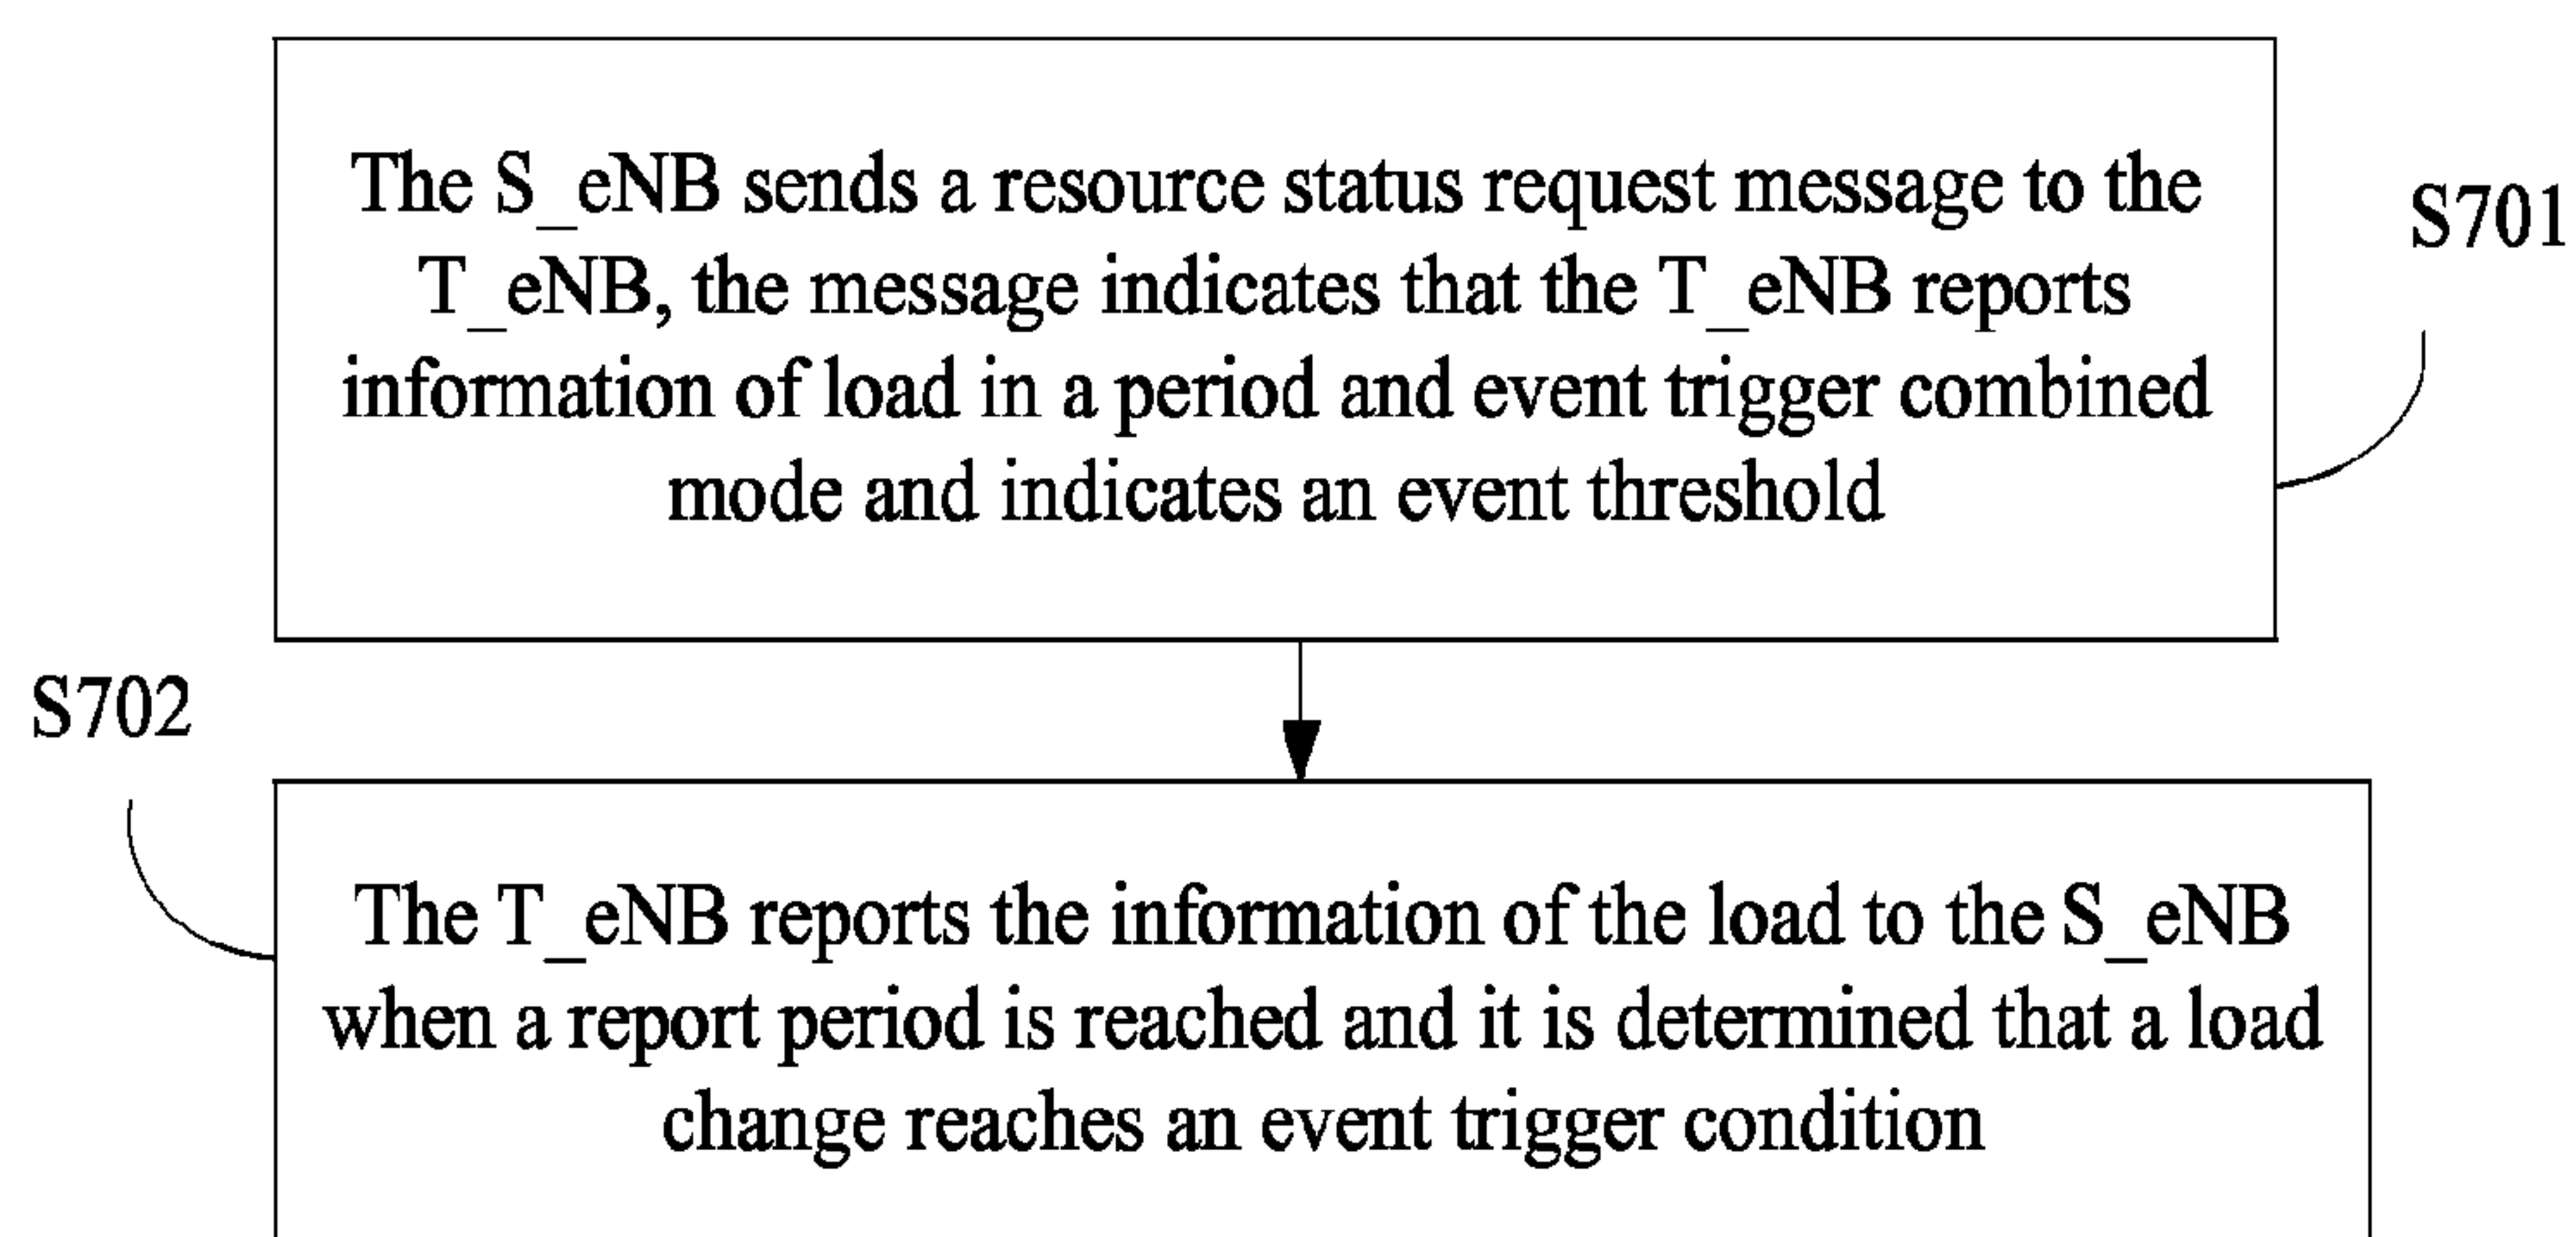 The S_eNB sends a resource status request message to the
T_eNB, the message indicates that the T_eNB reports
information of load in a period and event trigger combined
mode and indicates an event threshold
S701
S702
The T_eNB reports the information of the load to the S_eNB
when a report period is reached and it is determined that a load
change reaches an event trigger condition